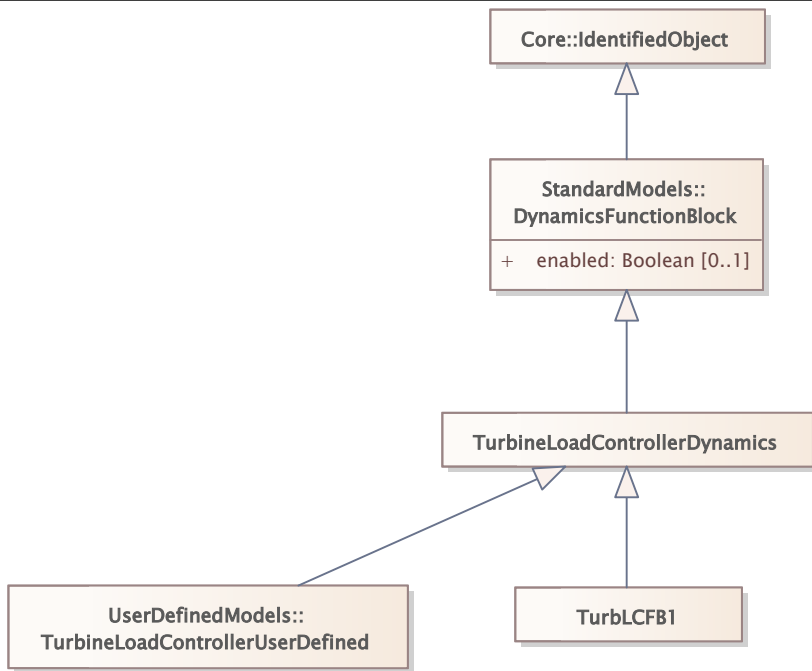 Core::IdentifiedObject
StandardModels::
DynamicsFunctionBlock
+ enabled: Boolean [0..1]
TurbineLoadControllerDynamics
UserDefinedModels::
TurbineLoadControllerUserDefined
TurbLCFB1